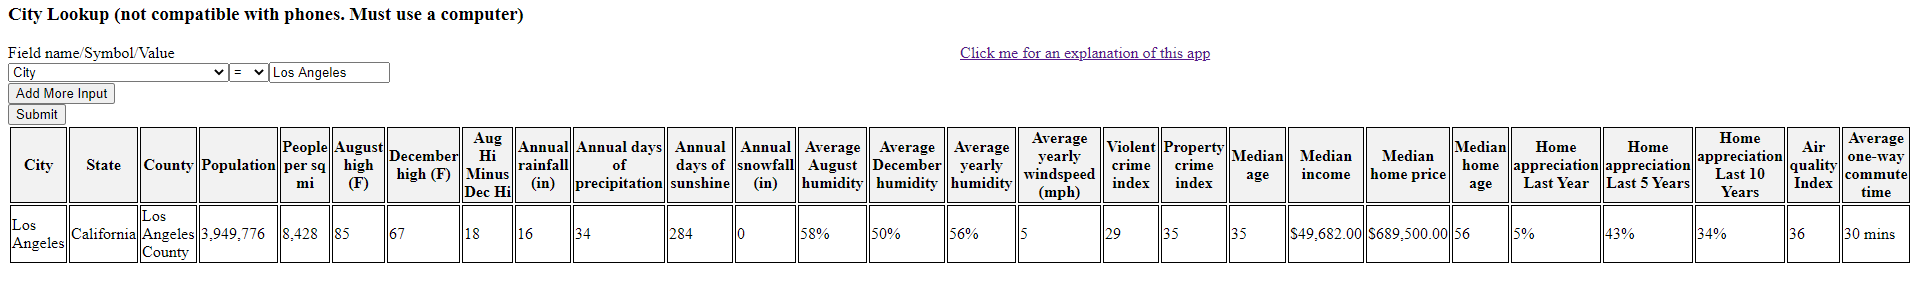 City Lookup (not compatible with phones. Must use a computer)
Field name/Symbol/Value
Click me for an explanation of this app
City = Los Angeles
Add More Input
Submit
City State County Population People per sq mi August high (F) December high (F) Aug Hi Minus Dec Hi Annual rainfall (in) Annual days of precipitation Annual days of sunshine Annual snowfall (in) Average August humidity Average December humidity Average yearly humidity Average yearly windspeed (mph) Violent crime index Property crime index Median age Median income Median home price Median home age Home appreciation Last Year Home appreciation Last 5 Years Home appreciation Last 10 Years Air quality Index Average one-way commute time
Los Angeles California Los Angeles County 3,949,776 8,428 85 67 18 16 34 284 0 58% 50% 56% 5 29 35 35 $49,682.00 $689,500.00 56 5% 43% 34% 36 30 mins